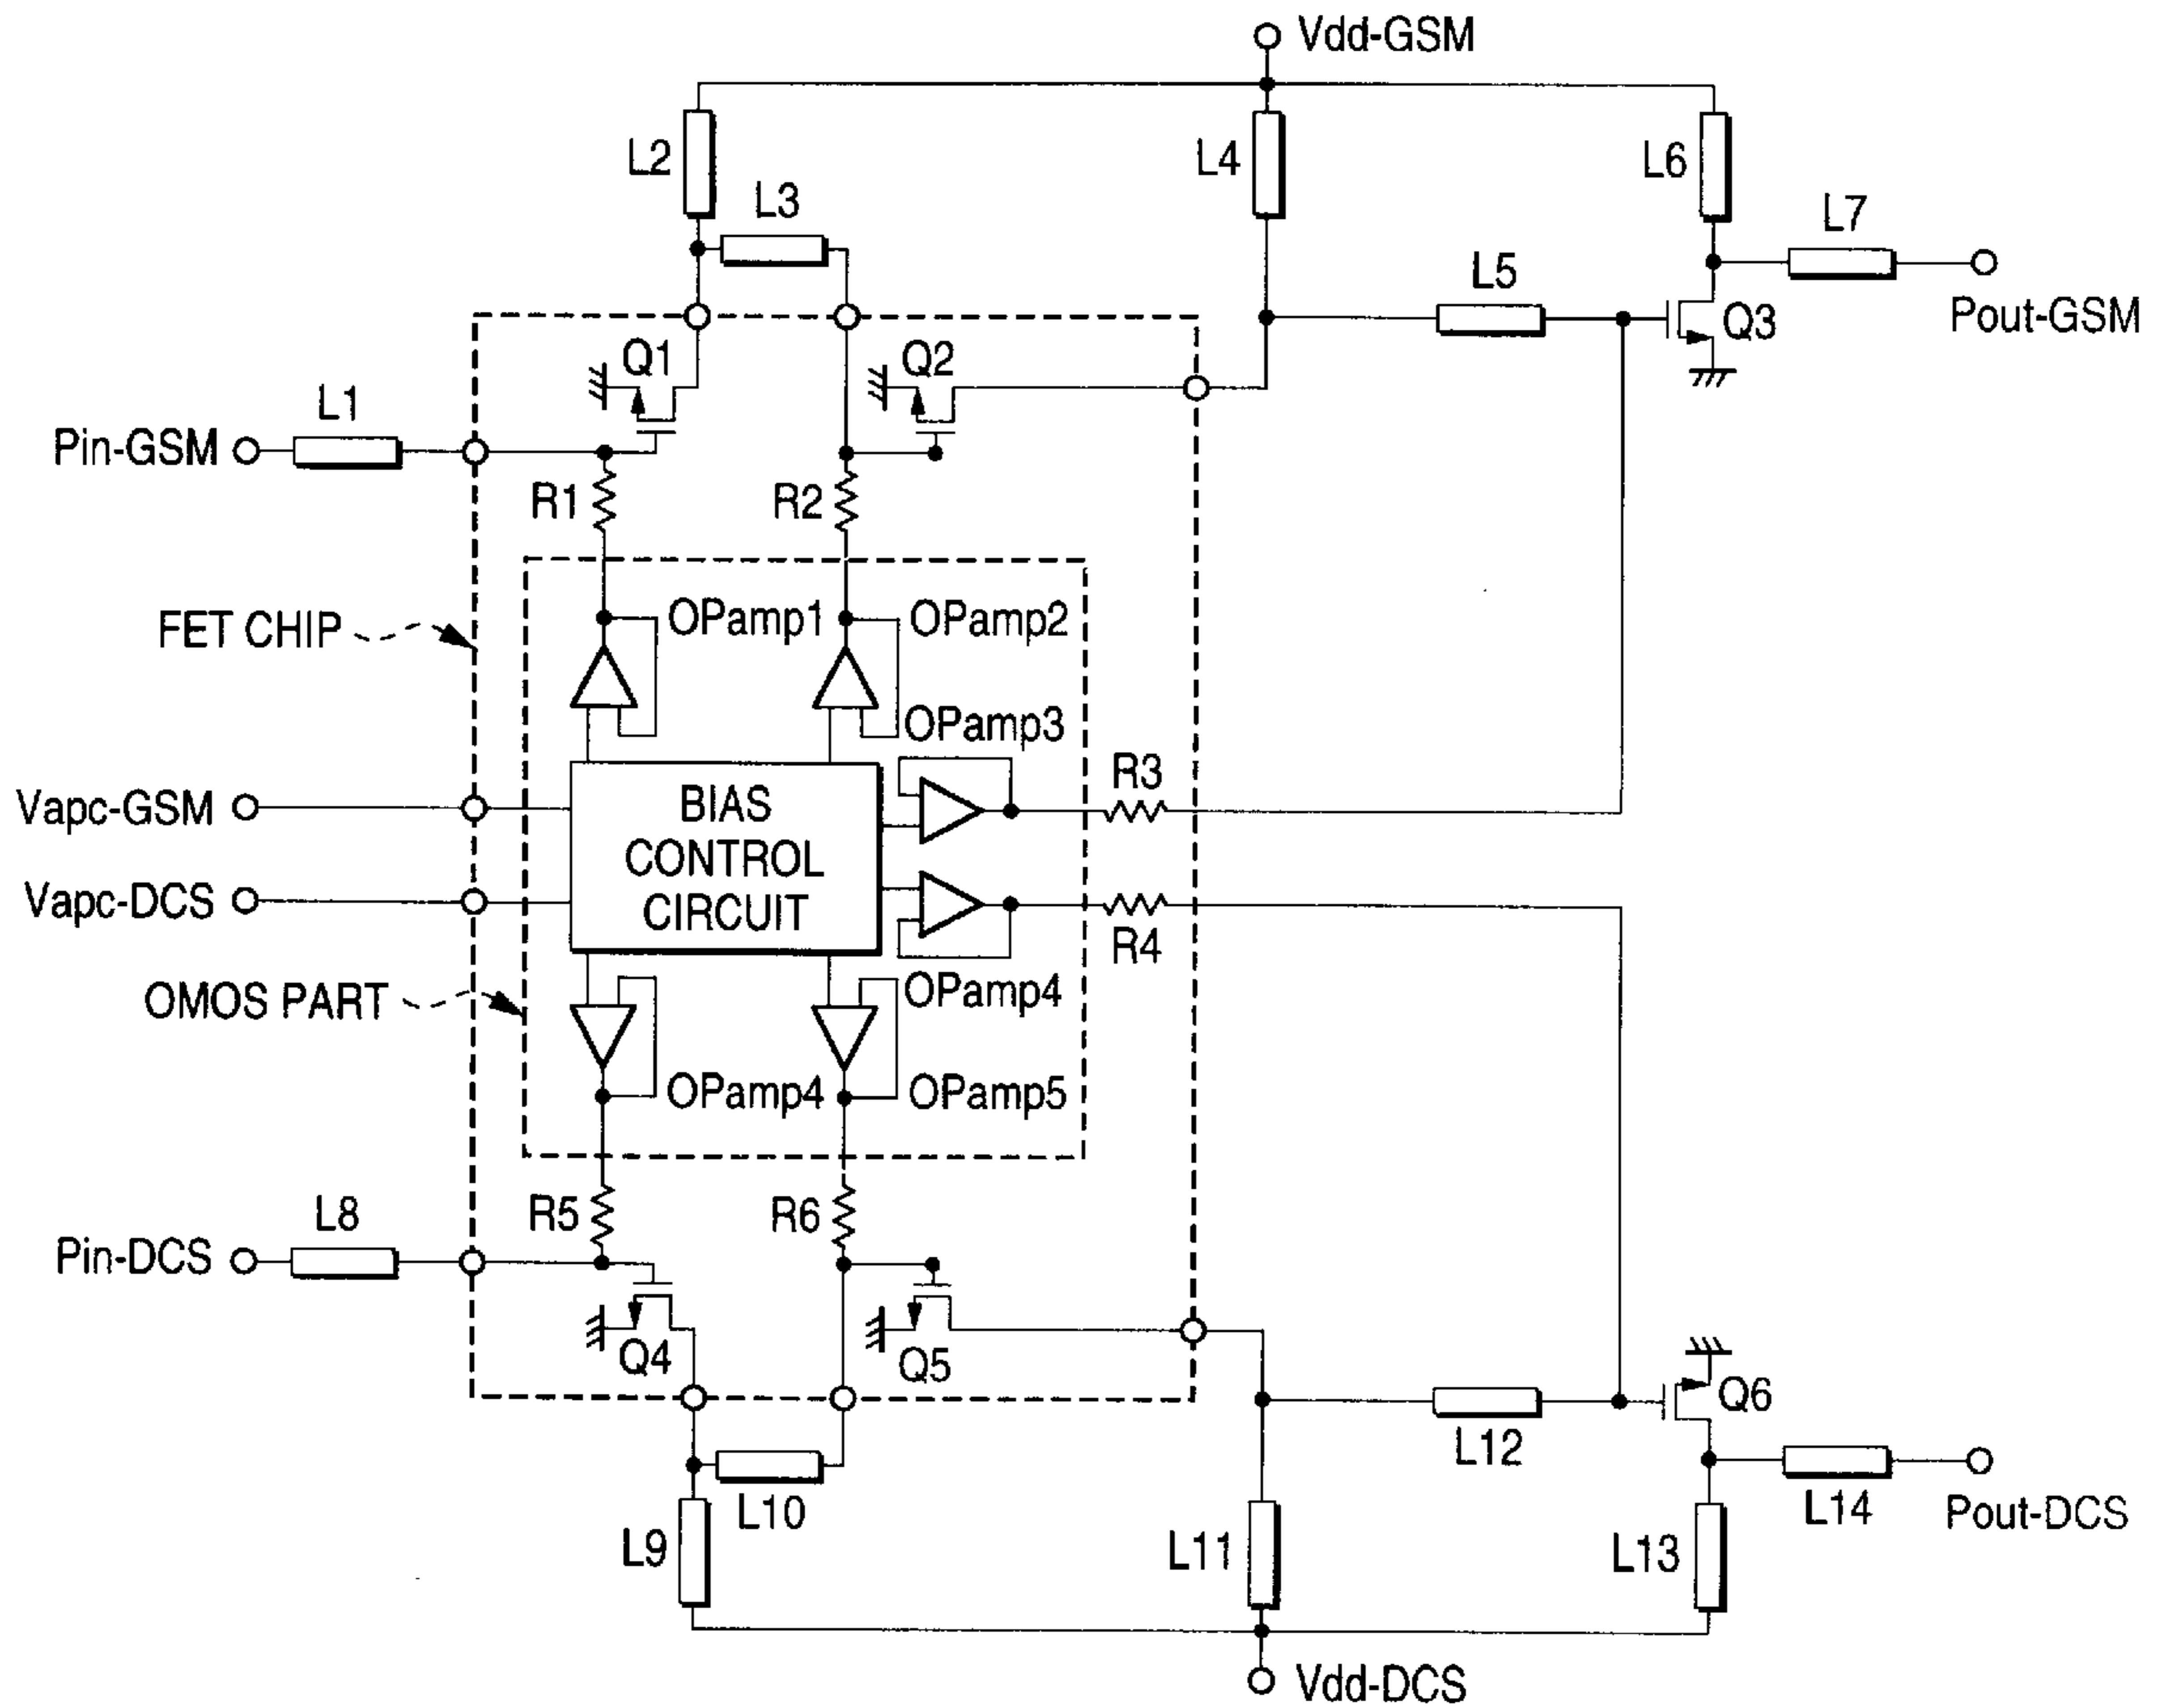 Vdd-GSM
L2
L3
L4
L6
L7
L5
Pout-GSM
Q1
Q2
Q3
L1
Pin-GSM
R1
R2
FET CHIP
OPamp1
OPamp2
OPamp3
R3
Vapc-GSM
BIAS
CONTROL
CIRCUIT
Vapc-DCS
R4
OMOS PART
OPamp4
OPamp4
OPamp5
R5
R6
L8
Pin-DCS
Q4
Q5
Q6
L12
L10
L14
Pout-DCS
L9
L11
L13
Vdd-DCS